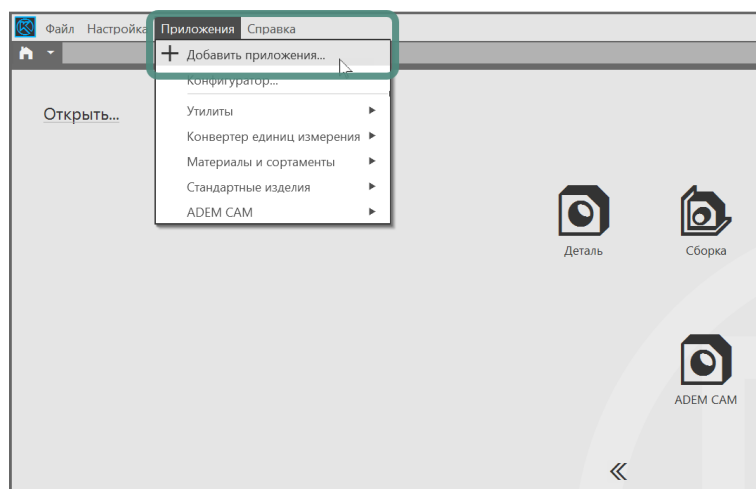 Файл Настройка Приложения Справка
Добавить приложения...
Конфигуратор...
Открыть...
Утилиты
Конвертер единиц измерения
Материалы и сортаменты
Стандартные изделия
ADEM CAM
Деталь Сборка
ADEM CAM